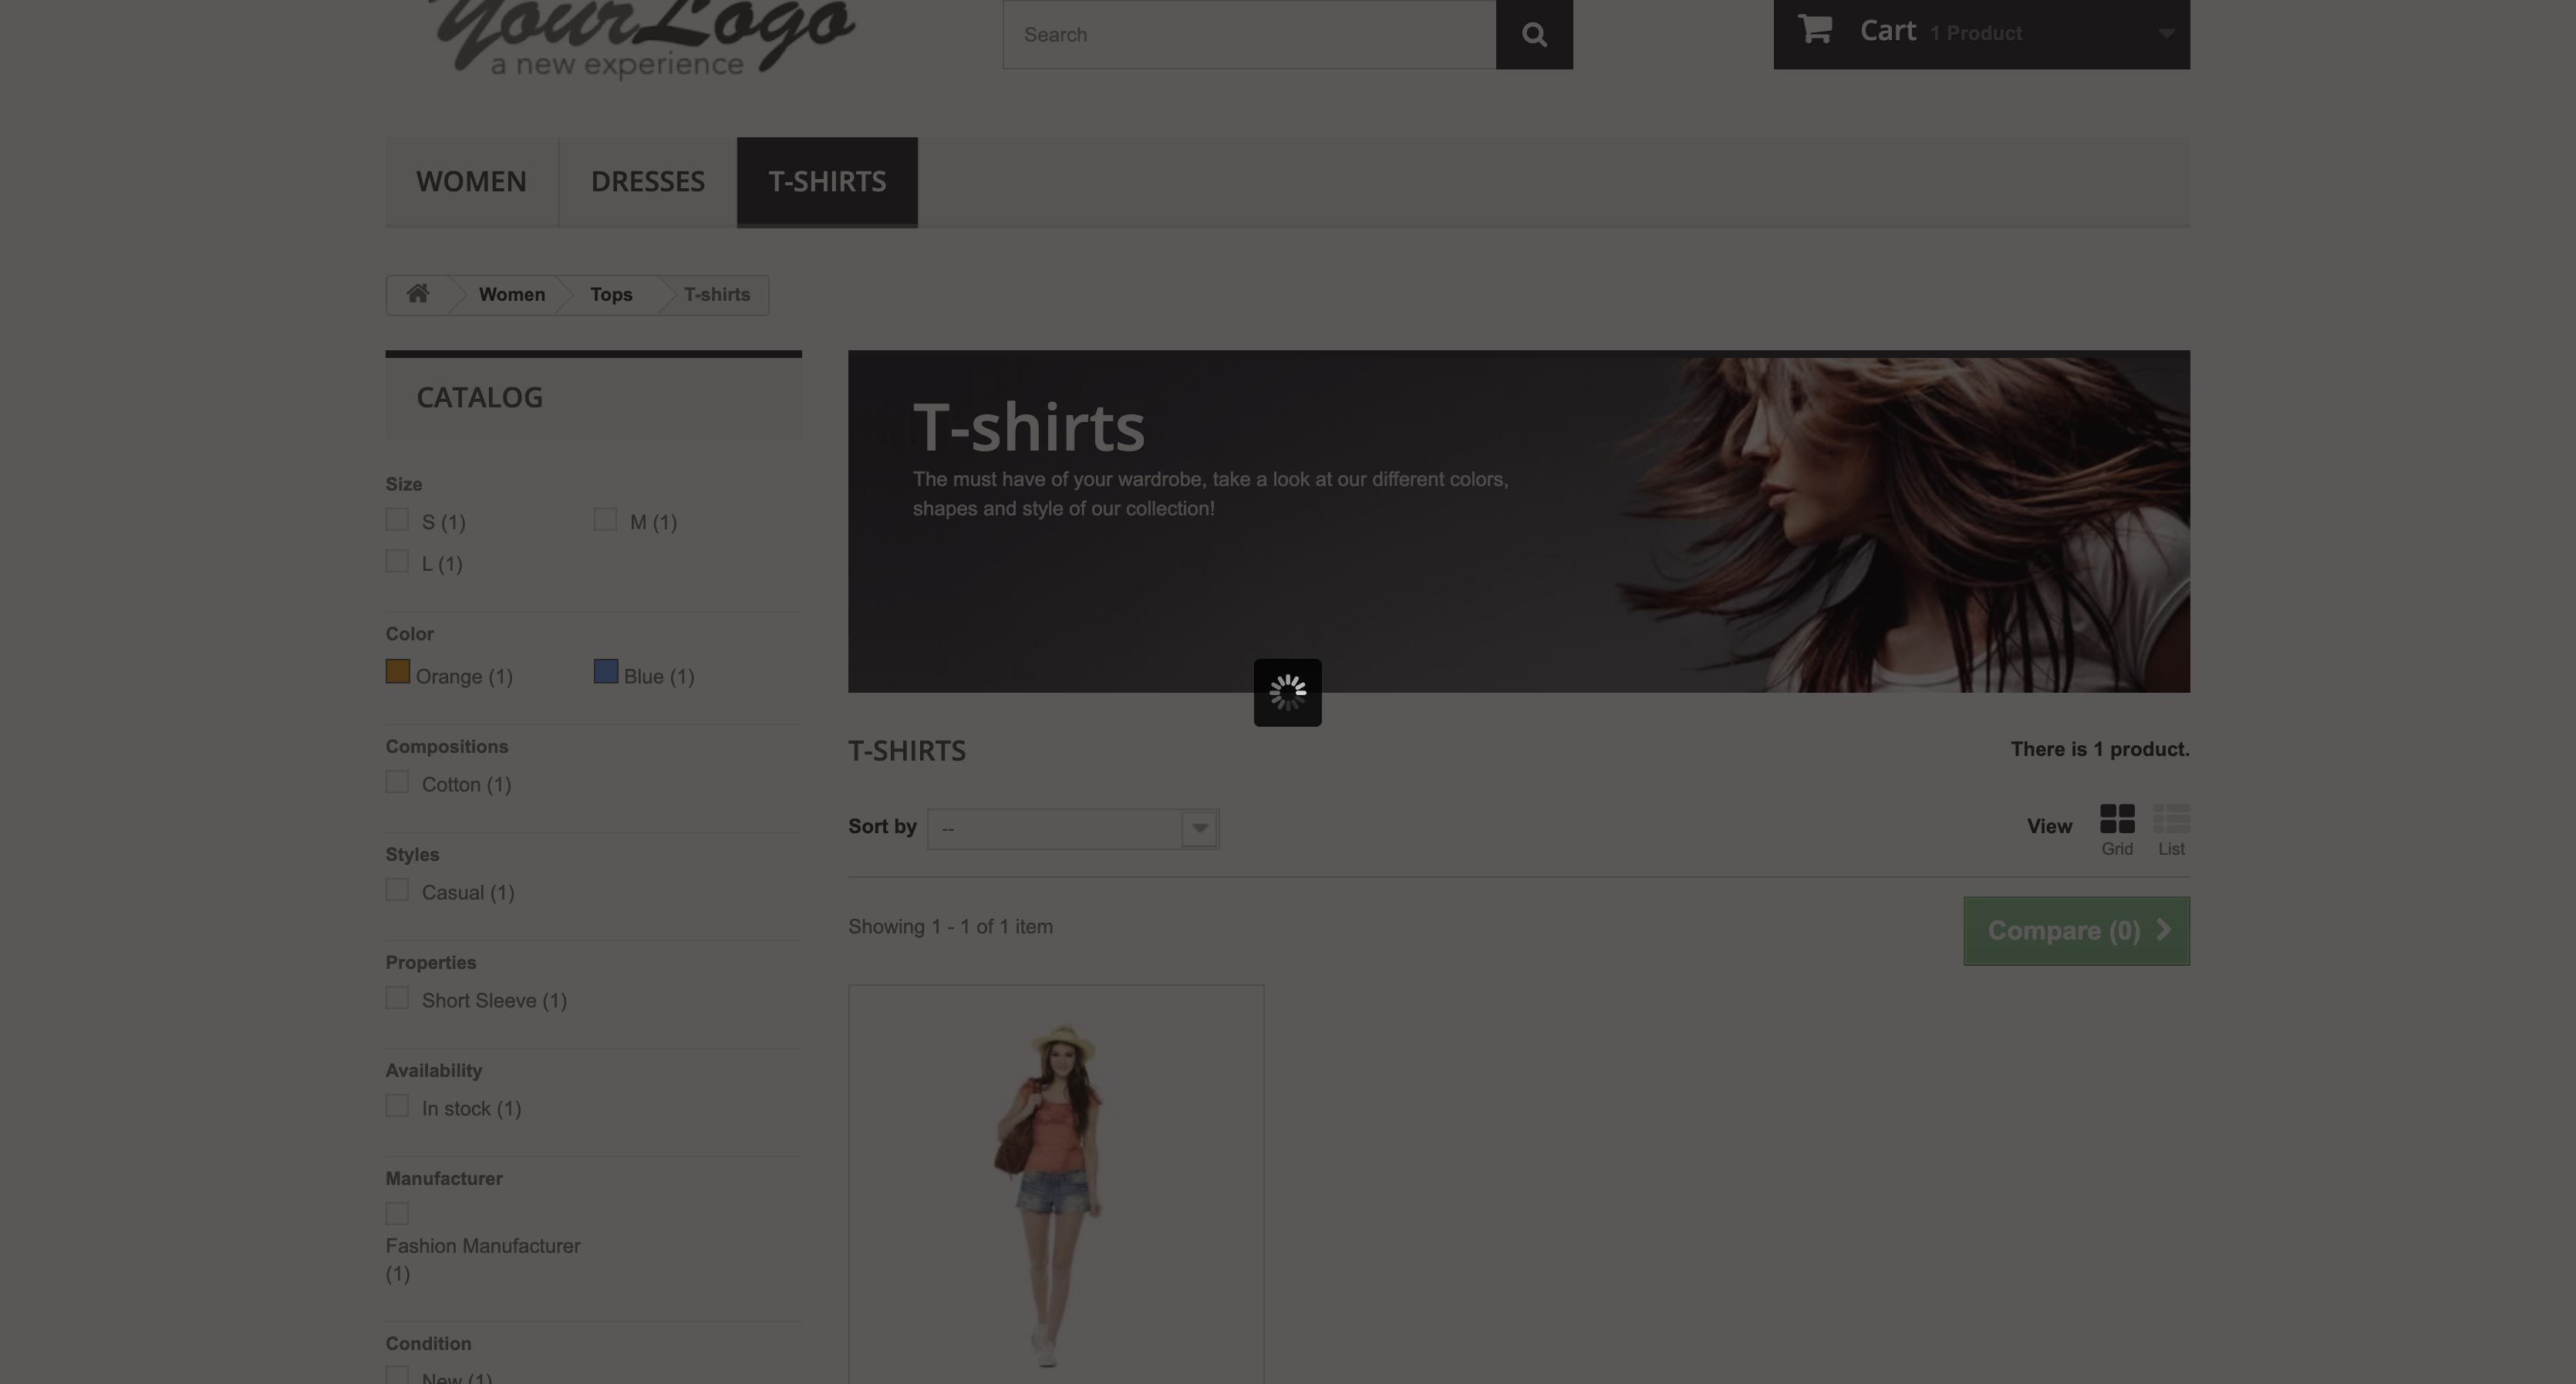 YourLogo
a new experience
Search
Cart 1 Product
WOMEN DRESSES T-SHIRTS
Women Tops T-shirts
CATALOG
Size
S (1) M (1)
L (1)
Color
Orange (1) Blue (1)
Compositions
Cotton (1)
Styles
Casual (1)
Properties
Short Sleeve (1)
Availability
In stock (1)
Manufacturer
Fashion Manufacturer
(1)
Condition
New (1)
T-shirts
The must have of your wardrobe, take a look at our different colors,
shapes and style of our collection!
T-SHIRTS There is 1 product.
Sort by -- View Grid List
Showing 1 - 1 of 1 item Compare (0)